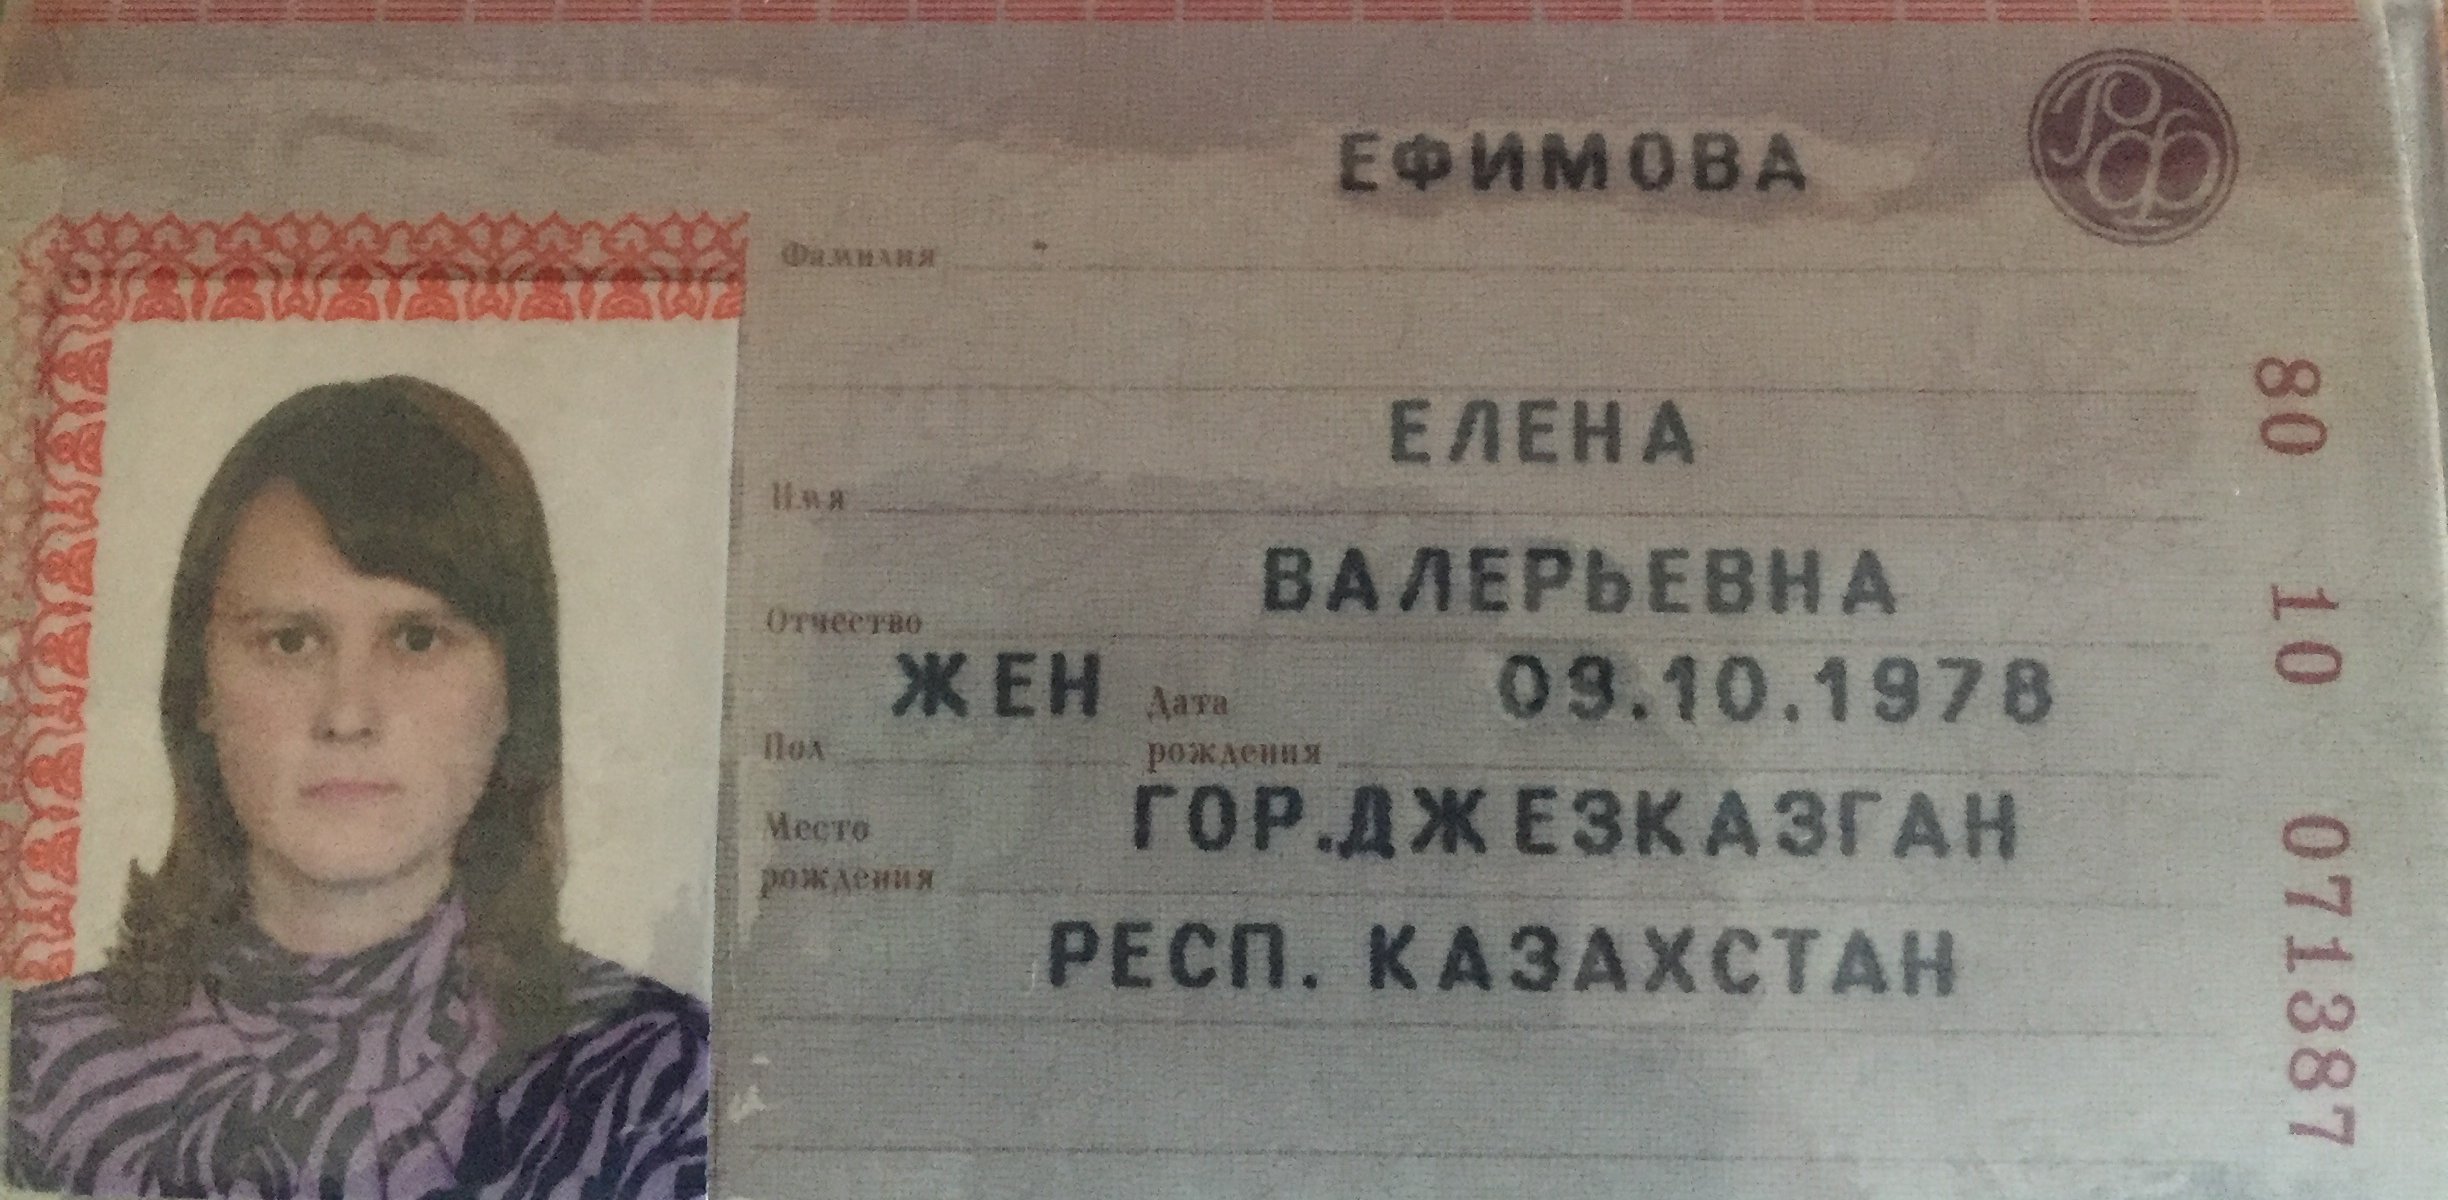 РФ
ЕФИМОВА
Фамилия
ЕЛЕНА
Имя
ВАЛЕРЬЕВНА
Отчество
ЖЕН Дата 09.10.1978
Пол рождения
ГОР.ДЖЕЗКАЗГАН
Место
рождения
РЕСП. КАЗАХСТАН
80 10 071387